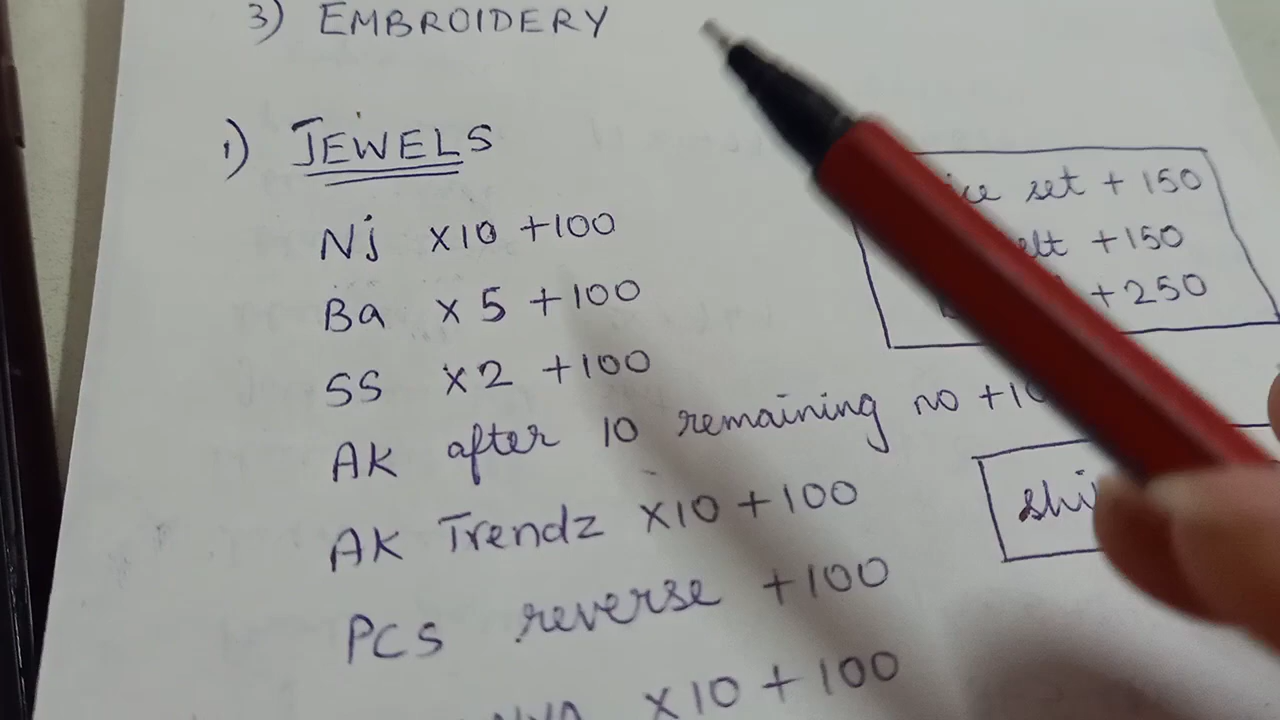 3) EMBROIDERY
1) JEWELS
Nj x10 +100
Ba x 5 +100
SS x2 +100
AK after 10 remaining no
AK Trendz x10 +100
PCS reverse +100
x10 +100
set +150
+150
+250